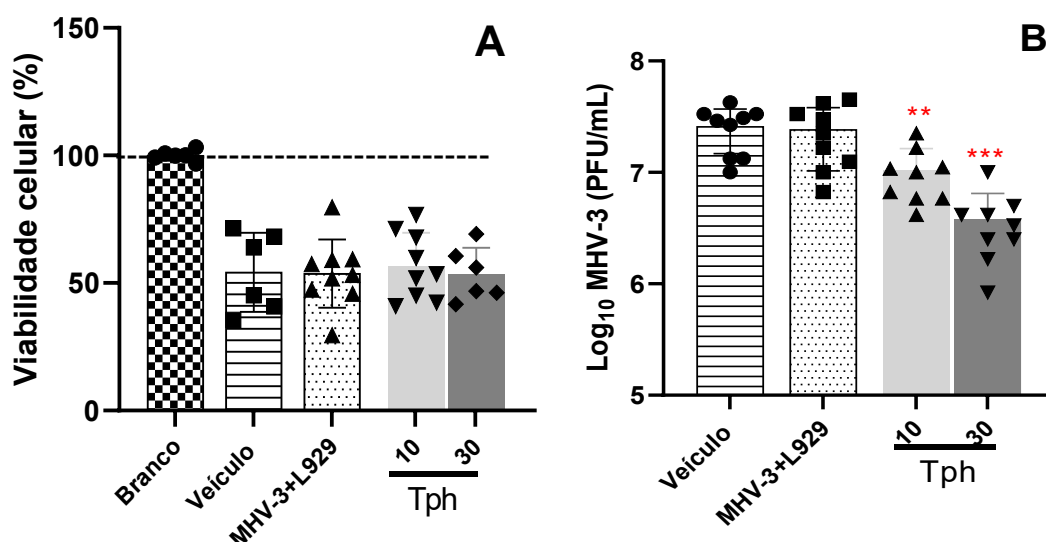 A
Viabilidade celular (%)
150
100
50
0
Branco
Veículo
MHV-3+L929
10
30
Tph
B
Log₁₀ MHV-3 (PFU/mL)
8
7
6
5
**
***
Veículo
MHV-3+L929
10
30
Tph